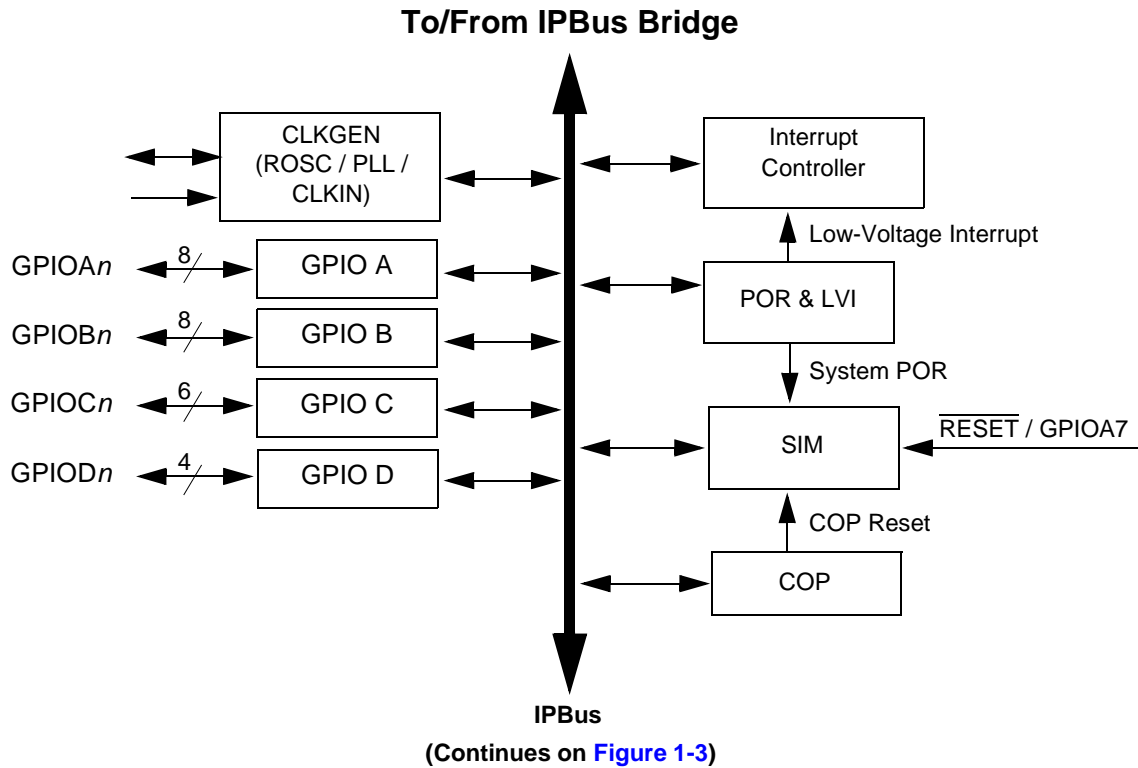 To/From IPBus Bridge
CLKGEN
(ROSC / PLL /
CLKIN)
Interrupt
Controller
Low-Voltage Interrupt
GPIOAn
8
GPIO A
POR & LVI
GPIOBn
8
GPIO B
System POR
GPIOCn
6
GPIO C
SIM
RESET / GPIOA7
GPIODn
4
GPIO D
COP Reset
COP
IPBus
(Continues on Figure 1-3)